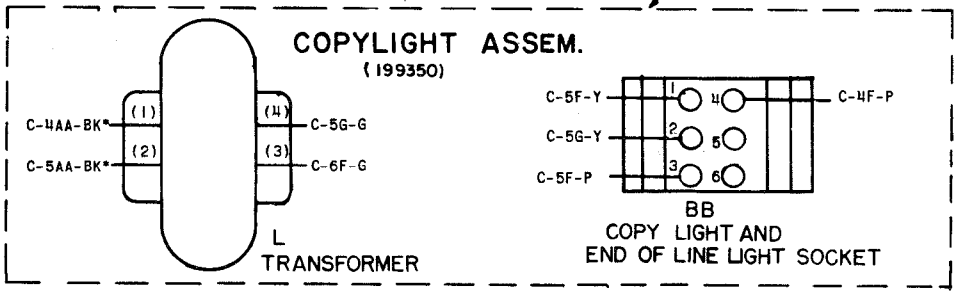 COPYLIGHT ASSEM.
(199350)
C-4AA-BK*
(1)
(4)
C-5G-G
C-5AA-BK*
(2)
(3)
C-6F-G
L
TRANSFORMER
C-5F-Y
1
4
C-4F-P
C-5G-Y
2
5
C-5F-P
3
6
BB
COPY LIGHT AND
END OF LINE LIGHT SOCKET